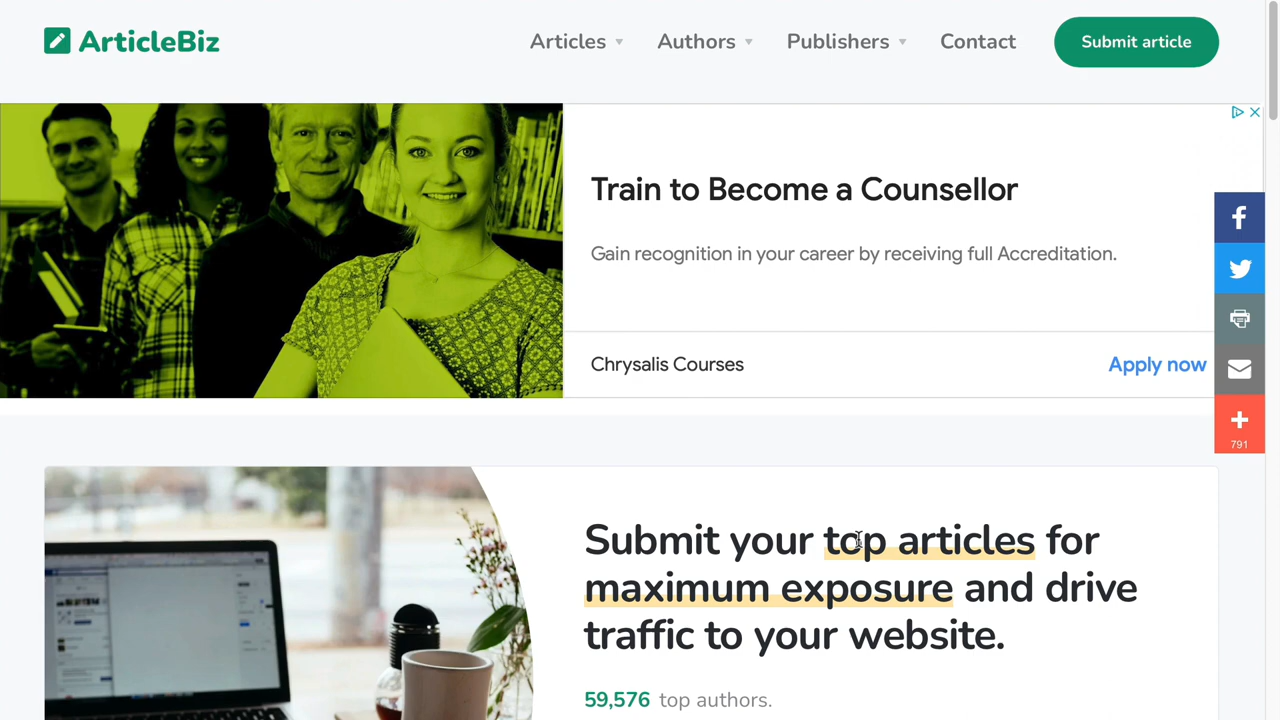 ArticleBiz
Articles
Authors
Publishers
Contact
Submit article
Train to Become a Counsellor
Gain recognition in your career by receiving full Accreditation.
Chrysalis Courses
Apply now
791
Submit your top articles for
maximum exposure and drive
traffic to your website.
59,576 top authors.